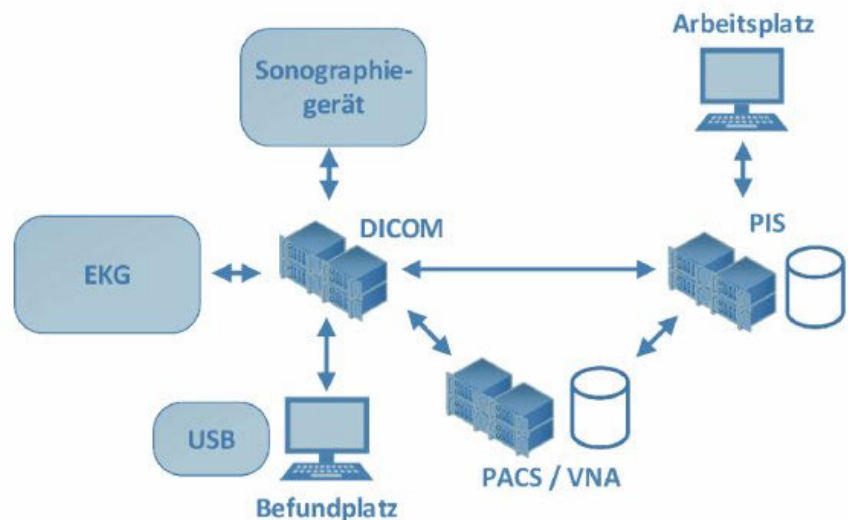 Arbeitsplatz
Sonographie-
gerät
DICOM
PIS
EKG
USB
PACS / VNA
Befundplatz